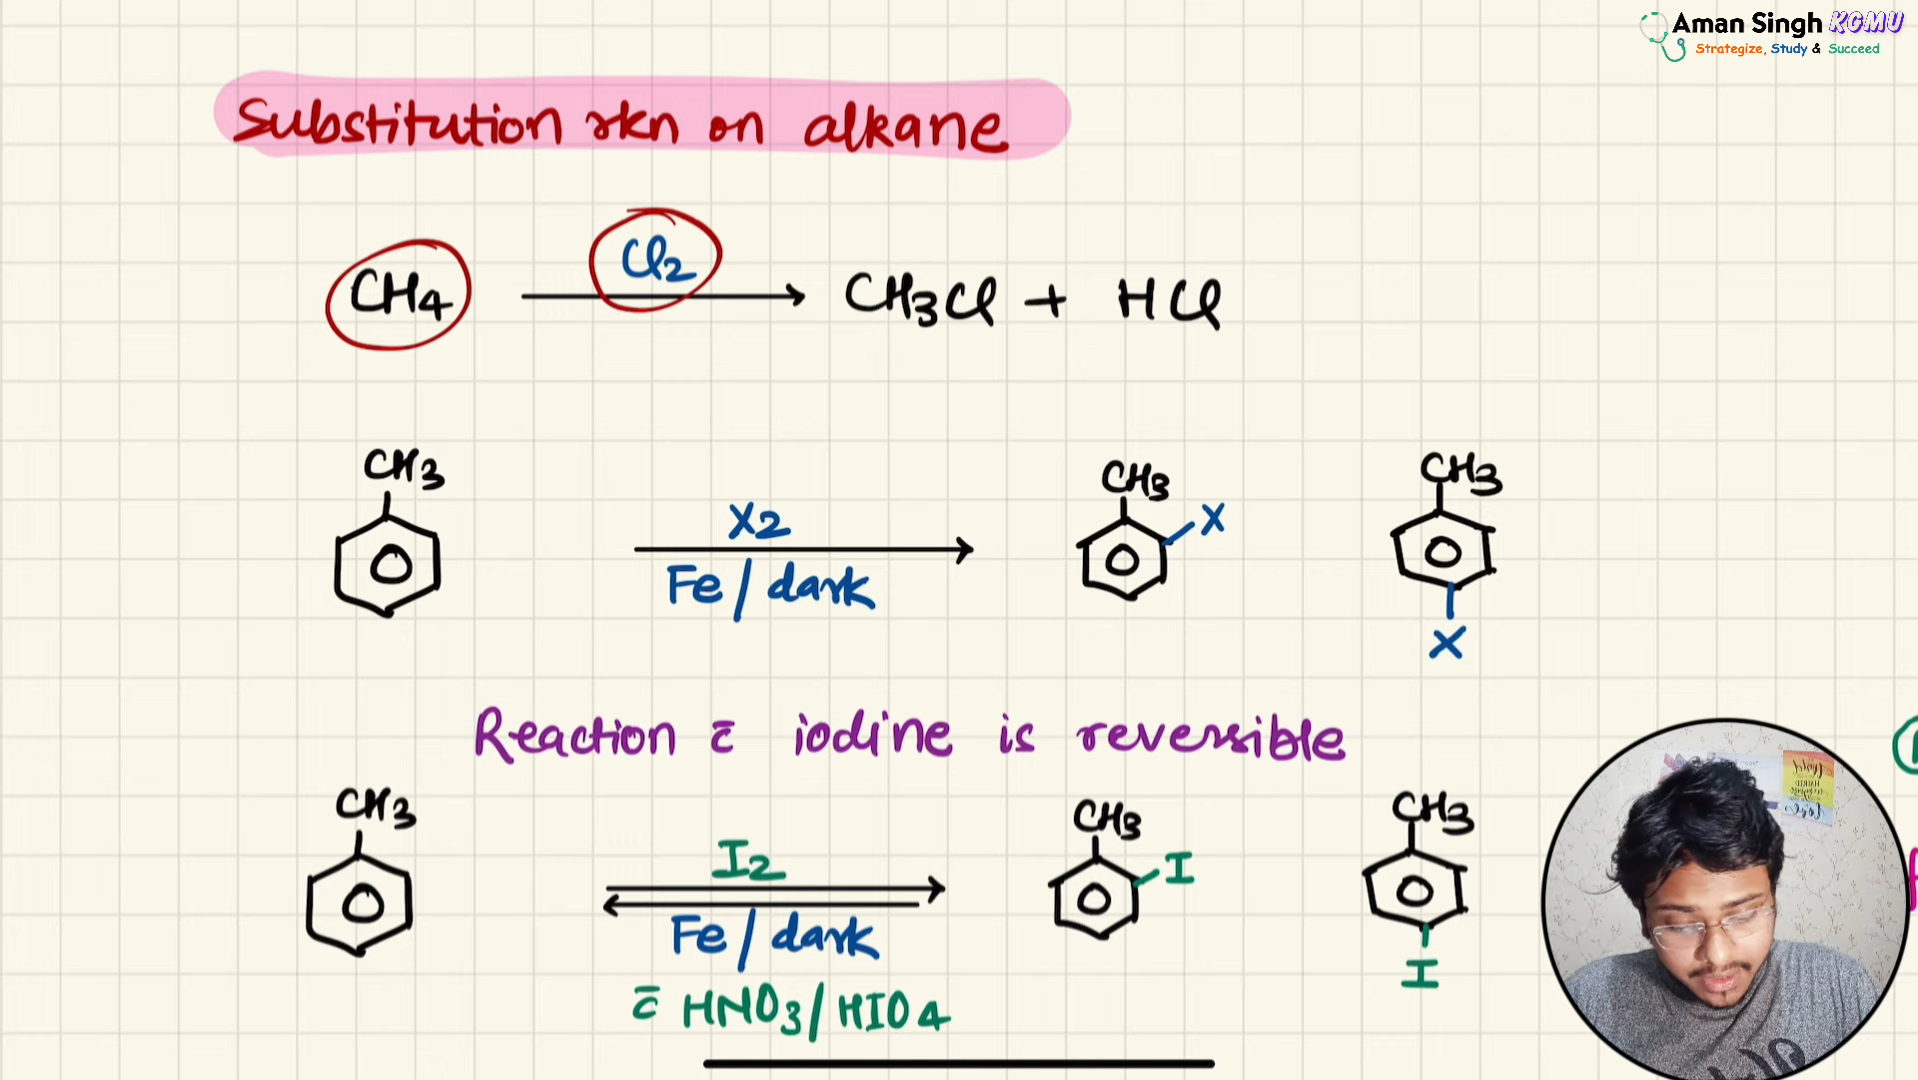 Aman Singh KGMU
Strategize, Study & Succeed
Substitution rkn on alkane
CH4 Cl2 CH3Cl + HCl
CH3 CH3 CH3
X2 X
Fe / dark
X
Reaction c̄ iodine is reversible
CH3 CH3 CH3
I2 I
Fe / dark
I
c̄ HNO3 / HIO4